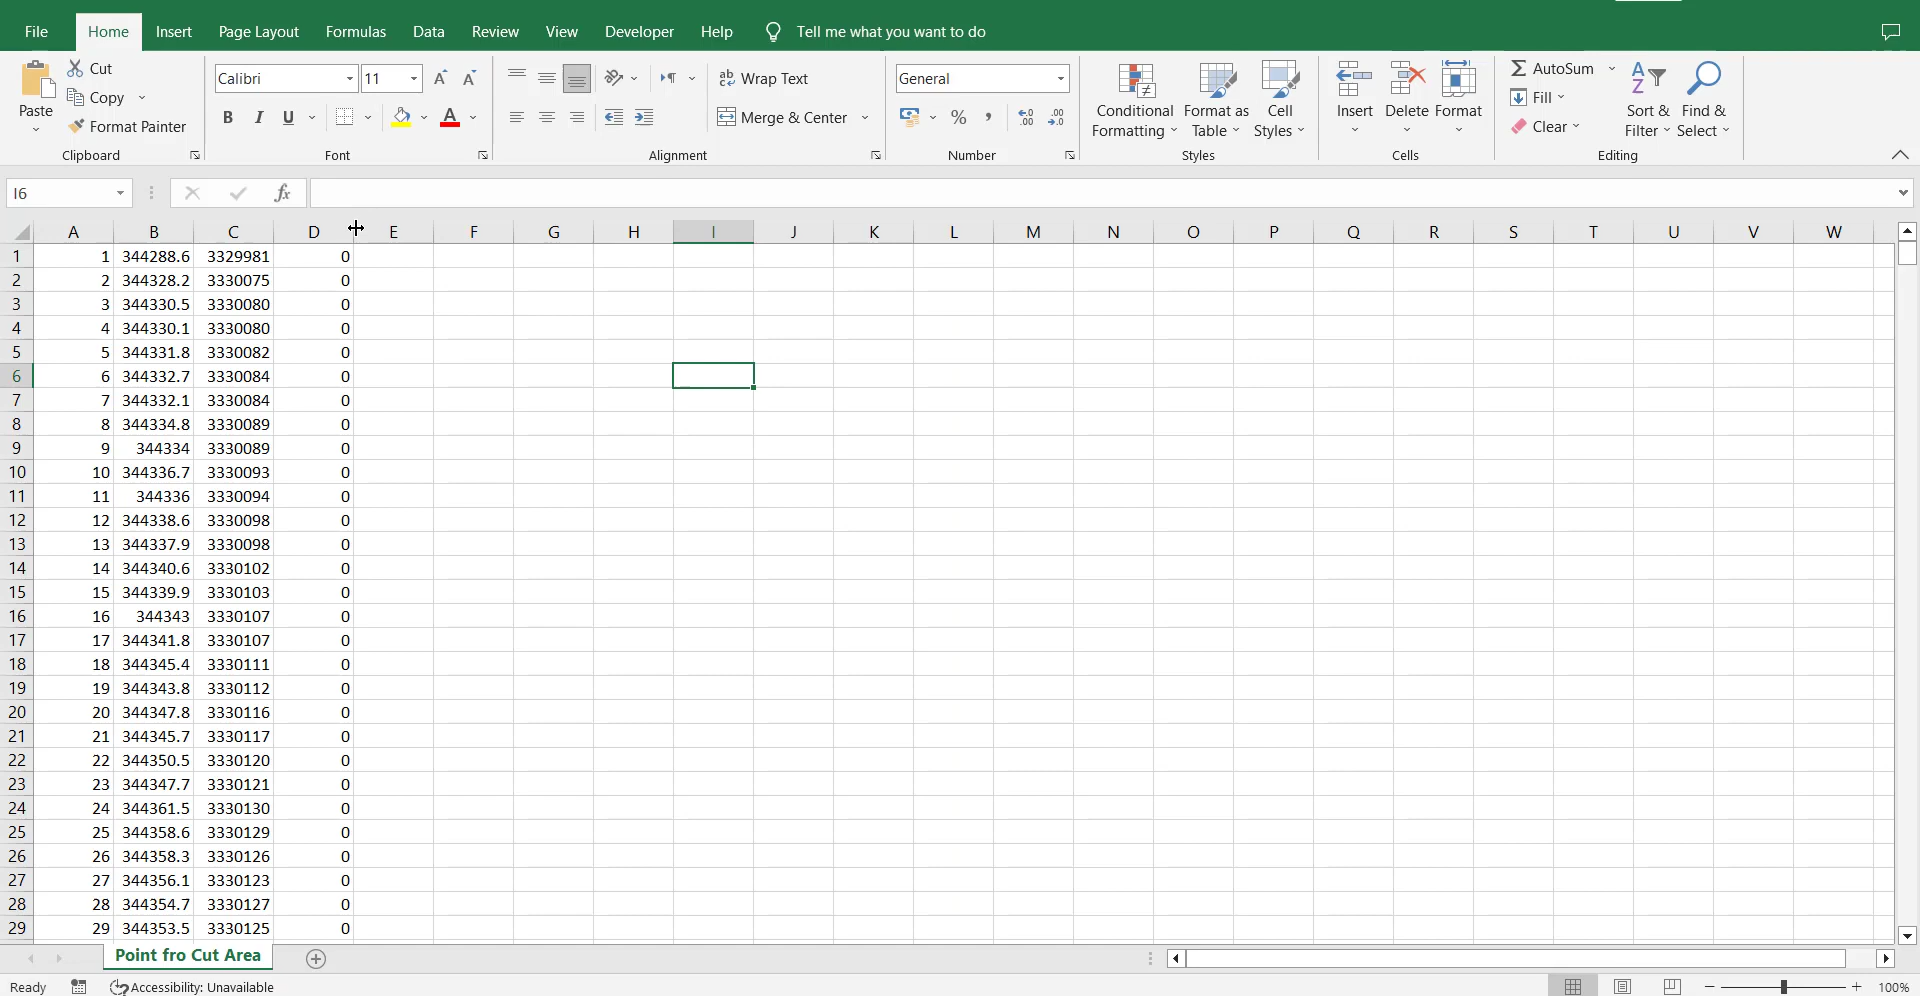 File Home Insert Page Layout Formulas Data Review View Developer Help Tell me what you want to do
Paste Cut Copy Format Painter Clipboard
Calibri 11 A A B I U A Font
Wrap Text Merge & Center Alignment
General % , .0 .00 .00 .0 Number
Conditional Formatting Format as Table Cell Styles Styles
Insert Delete Format Cells
AutoSum Fill Clear Sort & Filter Find & Select Editing
I6 fx
A B C D E F G H I J K L M N O P Q R S T U V W
1 1 344288.6 3329981 0
2 2 344328.2 3330075 0
3 3 344330.5 3330080 0
4 4 344330.1 3330080 0
5 5 344331.8 3330082 0
6 6 344332.7 3330084 0
7 7 344332.1 3330084 0
8 8 344334.8 3330089 0
9 9 344334 3330089 0
10 10 344336.7 3330093 0
11 11 344336 3330094 0
12 12 344338.6 3330098 0
13 13 344337.9 3330098 0
14 14 344340.6 3330102 0
15 15 344339.9 3330103 0
16 16 344343 3330107 0
17 17 344341.8 3330107 0
18 18 344345.4 3330111 0
19 19 344343.8 3330112 0
20 20 344347.8 3330116 0
21 21 344345.7 3330117 0
22 22 344350.5 3330120 0
23 23 344347.7 3330121 0
24 24 344361.5 3330130 0
25 25 344358.6 3330129 0
26 26 344358.3 3330126 0
27 27 344356.1 3330123 0
28 28 344354.7 3330127 0
29 29 344353.5 3330125 0
Point fro Cut Area
Ready Accessibility: Unavailable 100%